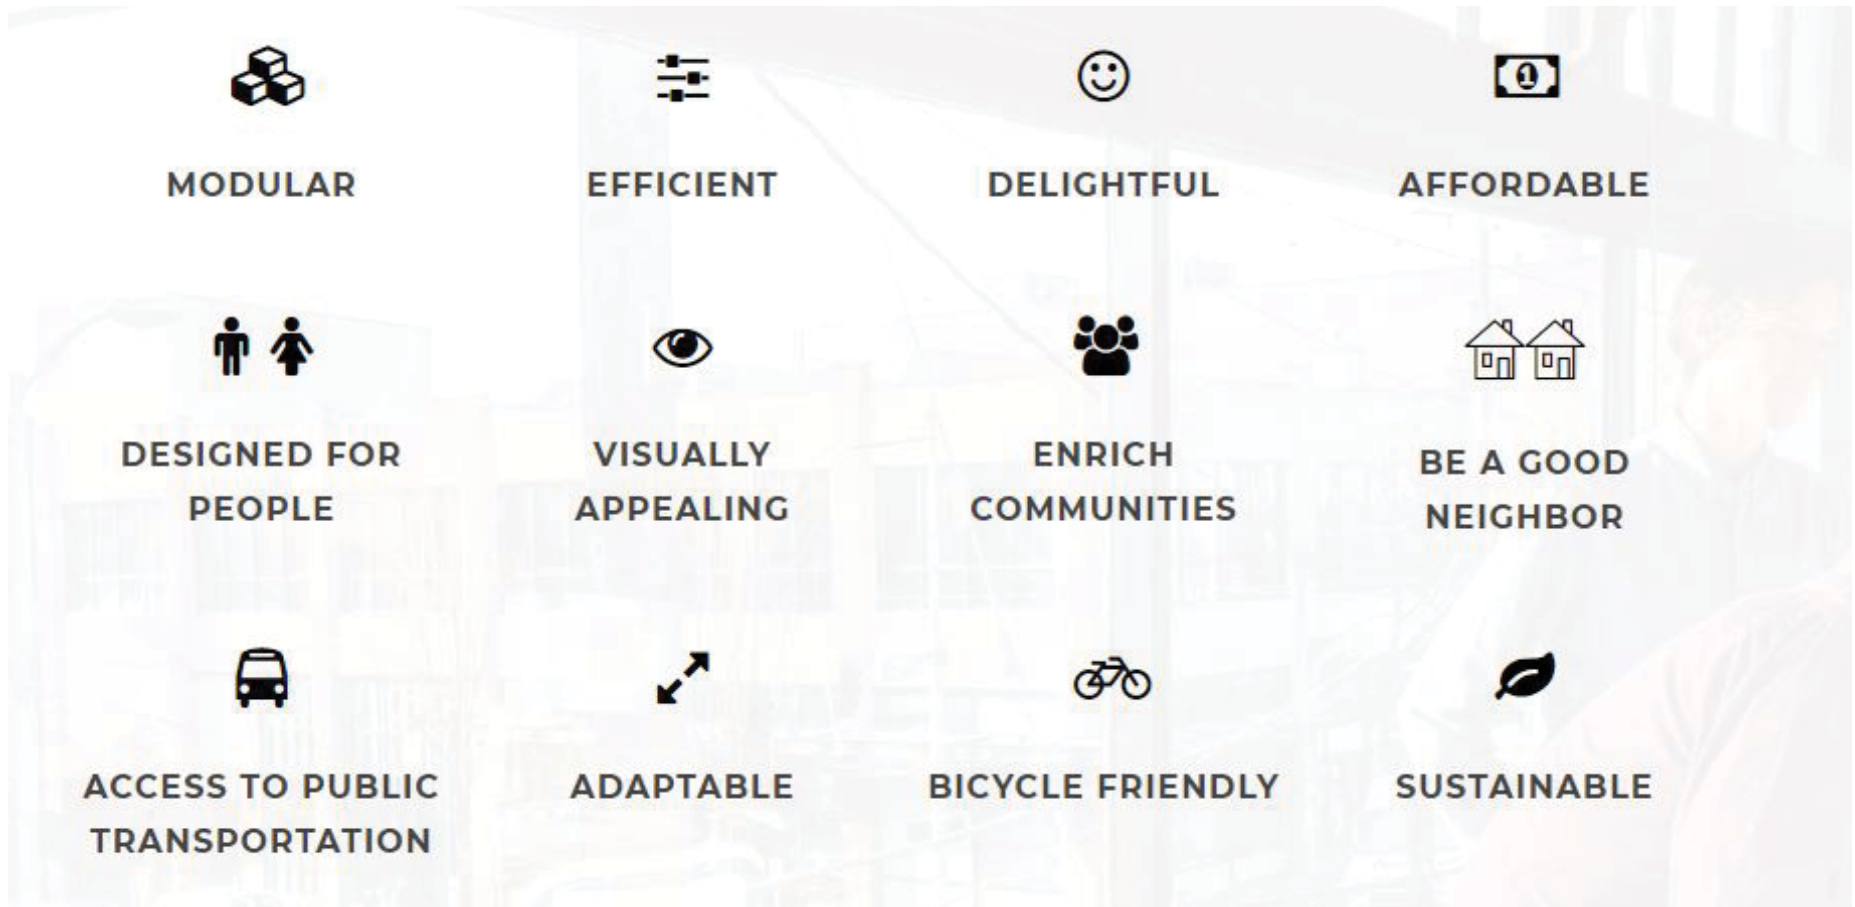 MODULAR
EFFICIENT
DELIGHTFUL
AFFORDABLE
DESIGNED FOR
PEOPLE
VISUALLY
APPEALING
ENRICH
COMMUNITIES
BE A GOOD
NEIGHBOR
ACCESS TO PUBLIC
TRANSPORTATION
ADAPTABLE
BICYCLE FRIENDLY
SUSTAINABLE